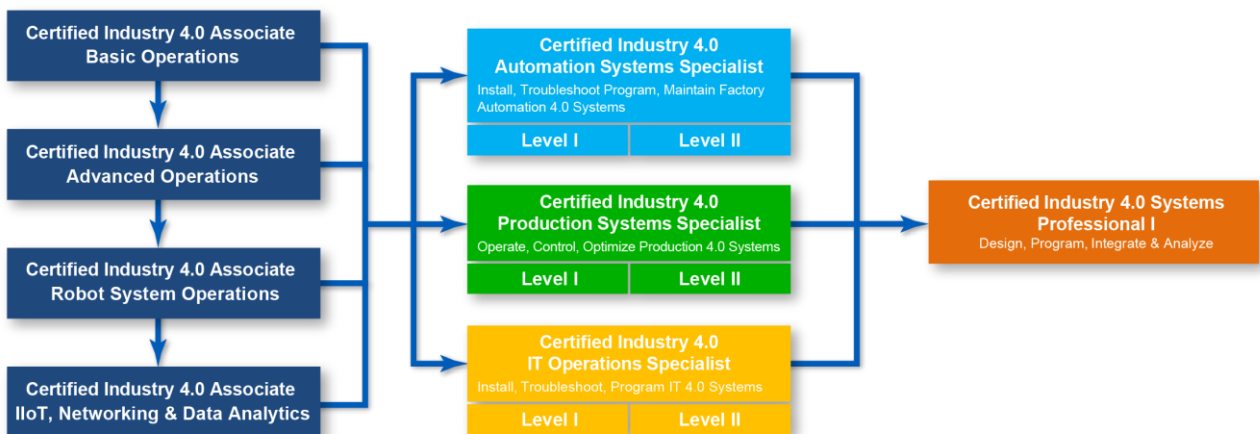 Certified Industry 4.0 Associate
Basic Operations
Certified Industry 4.0 Associate
Advanced Operations
Certified Industry 4.0 Associate
Robot System Operations
Certified Industry 4.0 Associate
IIoT, Networking & Data Analytics
Certified Industry 4.0
Automation Systems Specialist
Install, Troubleshoot Program, Maintain Factory
Automation 4.0 Systems
Level I
Level II
Certified Industry 4.0
Production Systems Specialist
Operate, Control, Optimize Production 4.0 Systems
Level I
Level II
Certified Industry 4.0
IT Operations Specialist
Install, Troubleshoot, Program IT 4.0 Systems
Level I
Level II
Certified Industry 4.0 Systems
Professional I
Design, Program, Integrate & Analyze